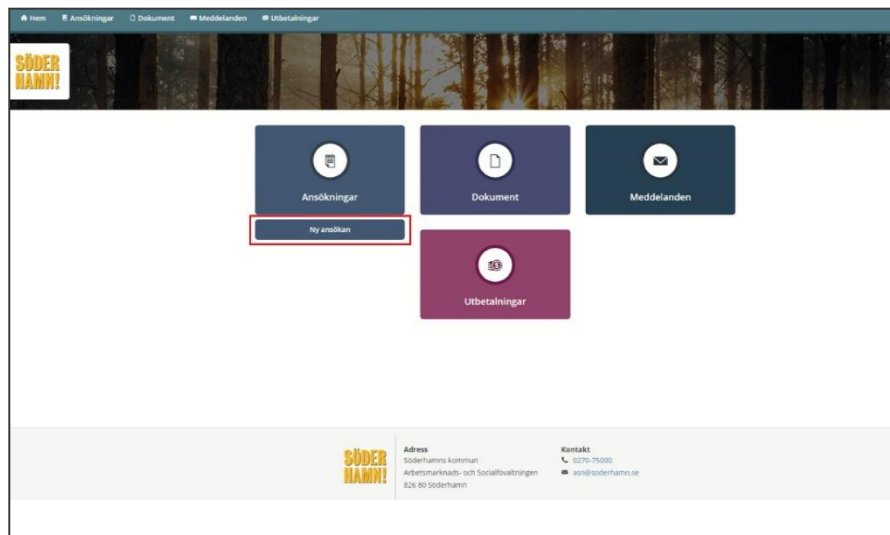 Hem Ansökningar Dokument Meddelanden Utbetalningar
SÖDER
HAMN!
Ansökningar
Dokument
Meddelanden
Ny ansökan
Utbetalningar
SÖDER
HAMN!
Adress
Söderhamns kommun
Arbetsmarknads- och Socialfövaltningen
826 80 Söderhamn
Kontakt
0270-75000
asn@soderhamn.se